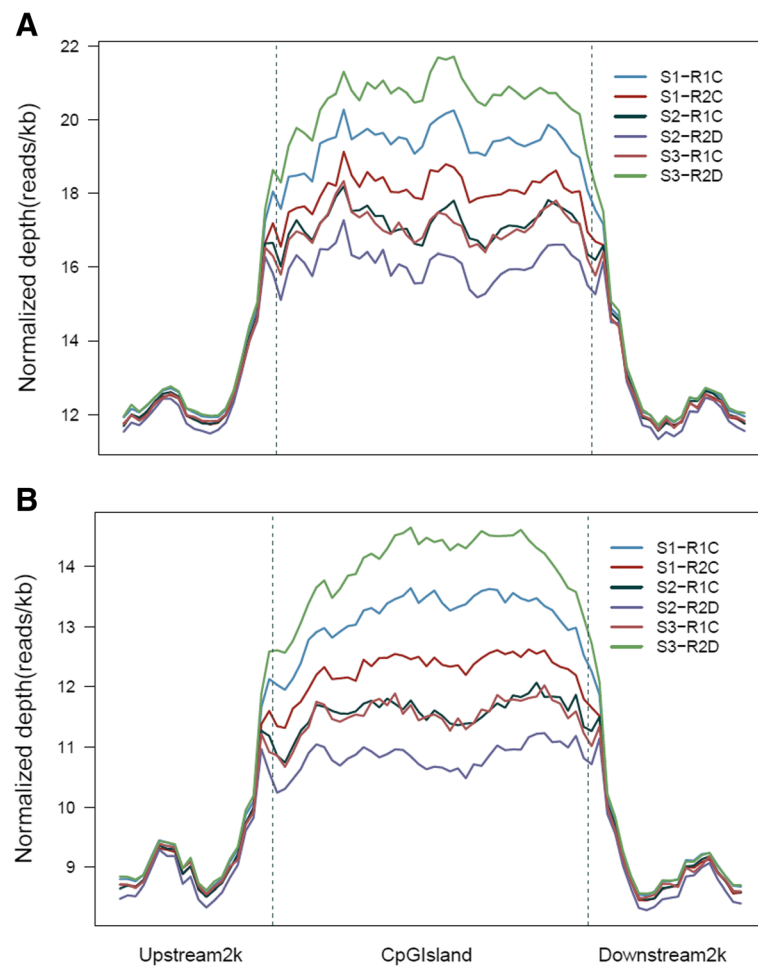 A
Normalized depth(reads/kb)
22
20
18
16
14
12
S1−R1C
S1−R2C
S2−R1C
S2−R2D
S3−R1C
S3−R2D
B
Normalized depth(reads/kb)
14
13
12
11
10
9
S1−R1C
S1−R2C
S2−R1C
S2−R2D
S3−R1C
S3−R2D
Upstream2k CpGIsland Downstream2k